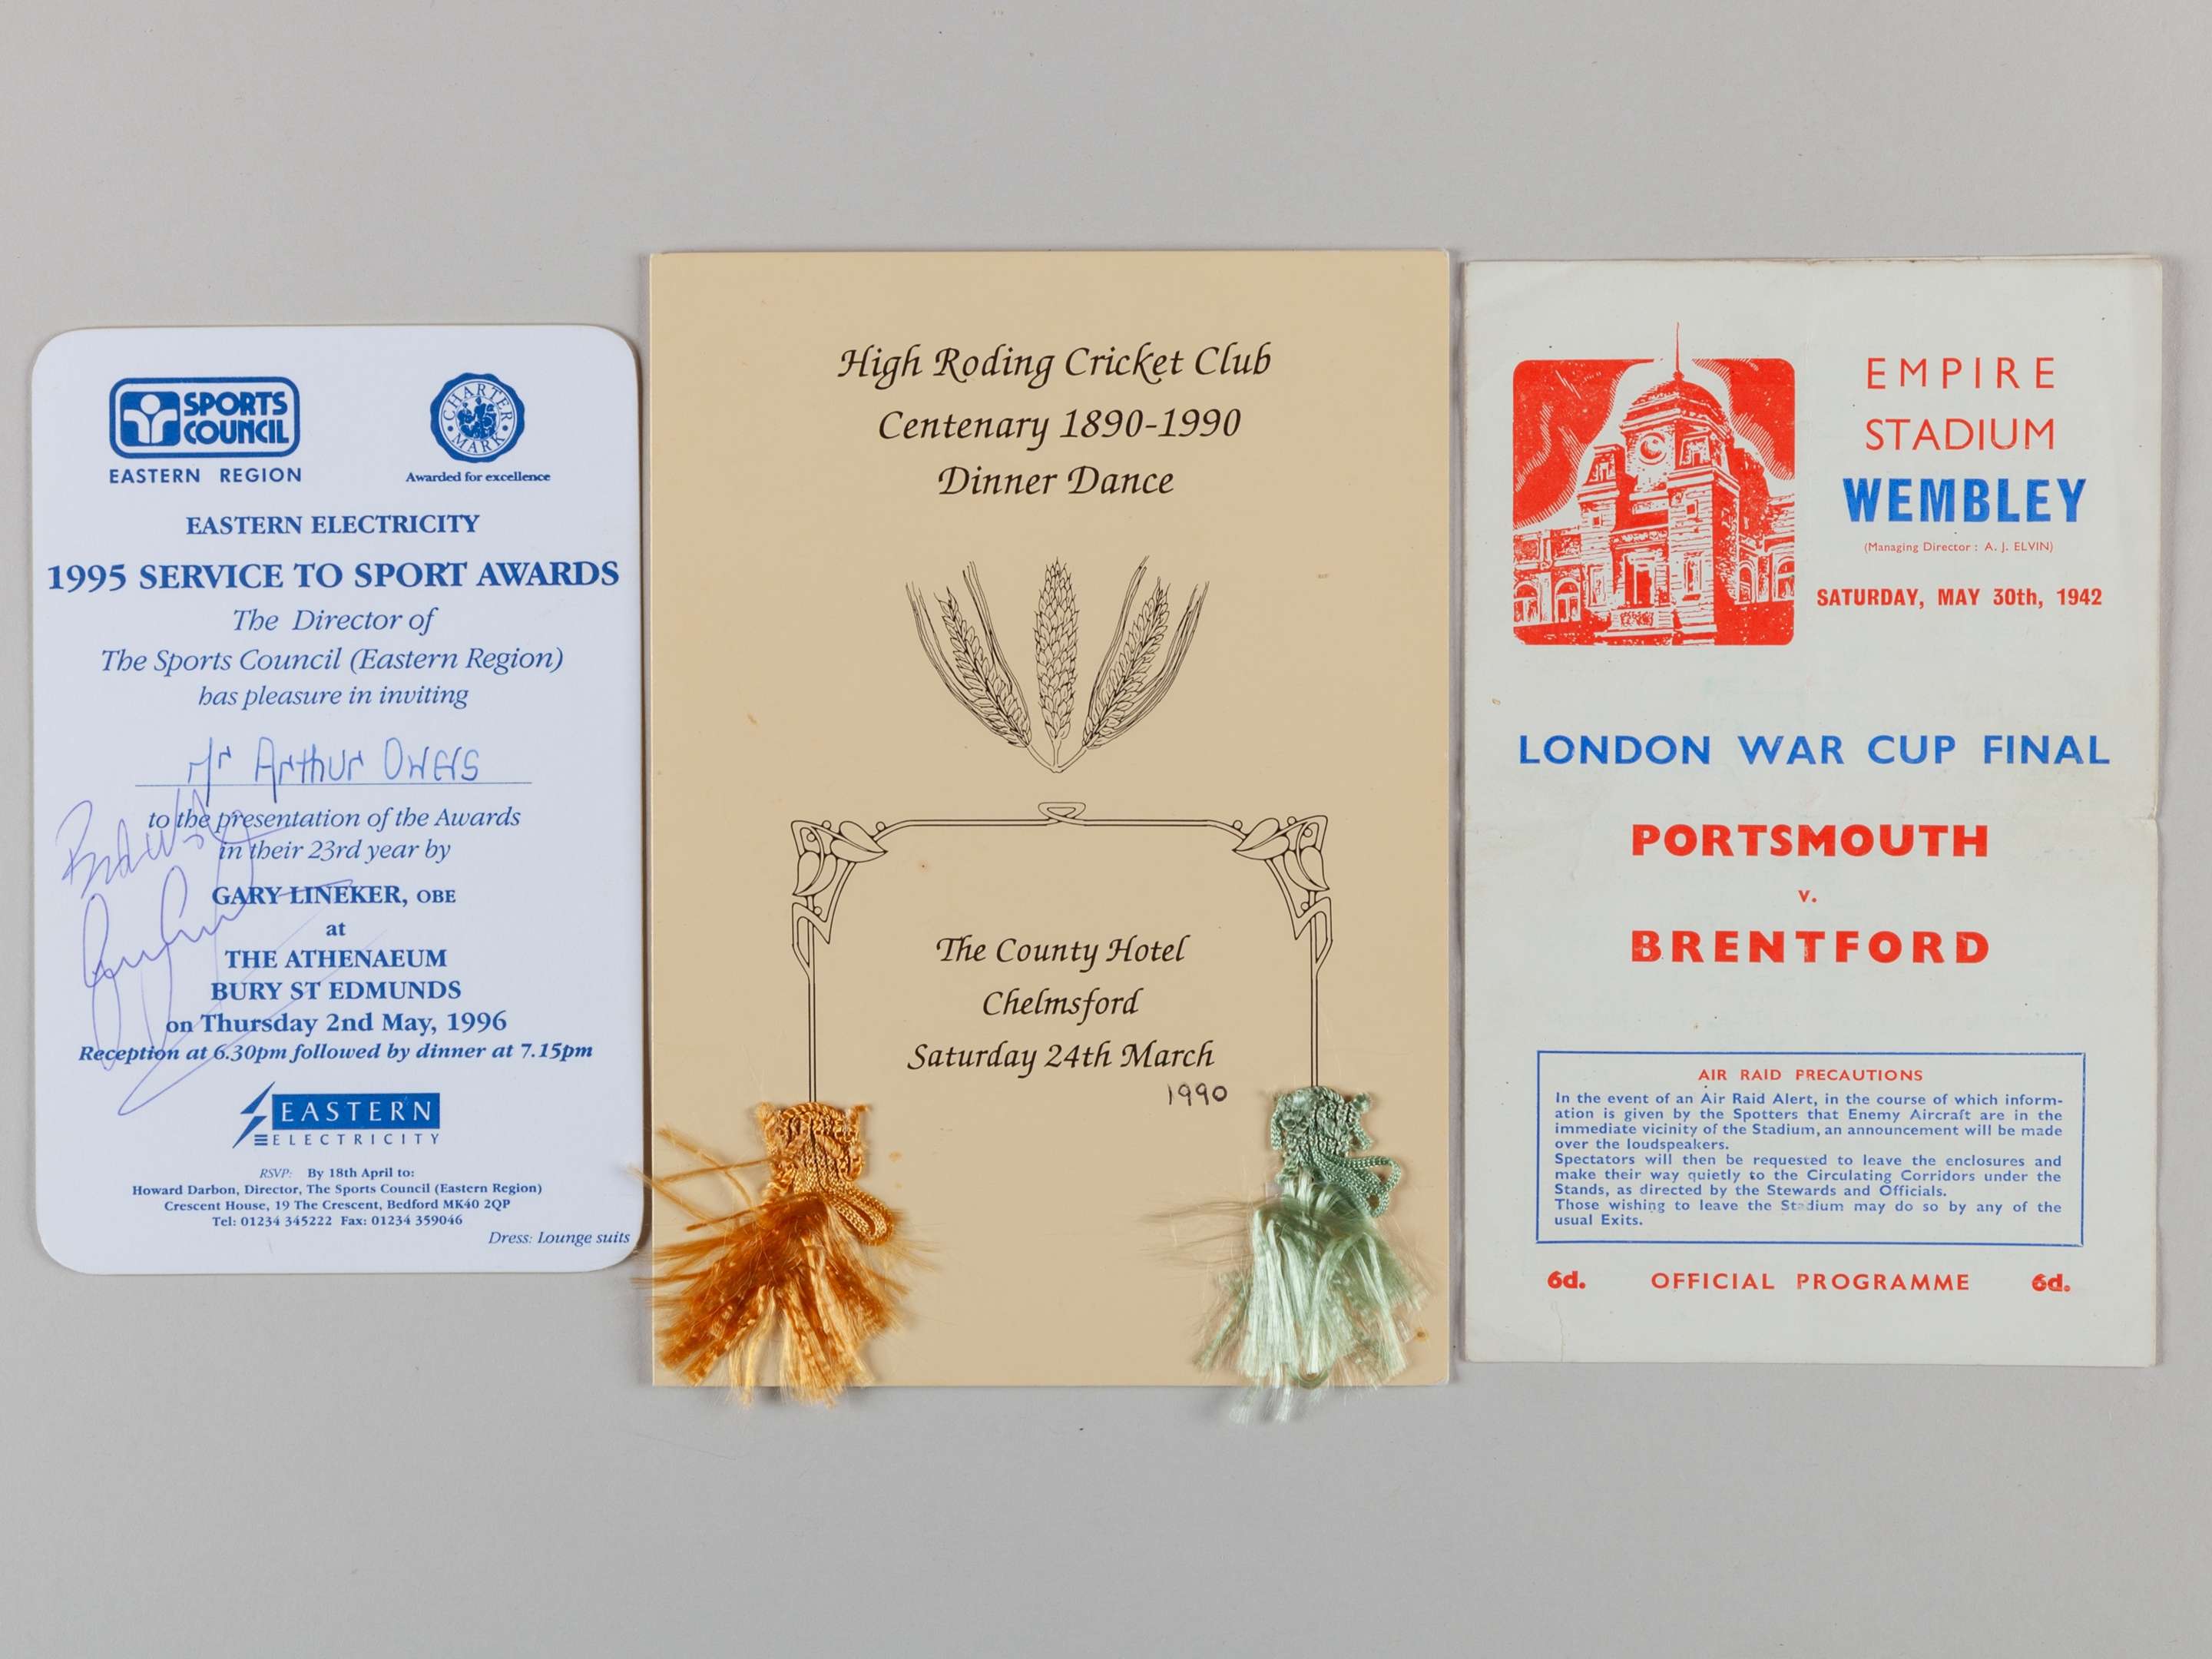 SPORTS
COUNCIL
EASTERN REGION
CHARTER
MARK
Awarded for excellence
EASTERN ELECTRICITY
1995 SERVICE TO SPORT AWARDS
The Director of
The Sports Council (Eastern Region)
has pleasure in inviting
Mr Arthur Owers
to the presentation of the Awards
in their 23rd year by
GARY LINEKER, OBE
at
THE ATHENAEUM
BURY ST EDMUNDS
on Thursday 2nd May, 1996
Reception at 6.30pm followed by dinner at 7.15pm
EASTERN
ELECTRICITY
RSVP: By 18th April to:
Howard Darbon, Director, The Sports Council (Eastern Region)
Crescent House, 19 The Crescent, Bedford MK40 2QP
Tel: 01234 345222 Fax: 01234 359046
Dress: Lounge suits
High Roding Cricket Club
Centenary 1890-1990
Dinner Dance
The County Hotel
Chelmsford
Saturday 24th March
1990
EMPIRE
STADIUM
WEMBLEY
(Managing Director : A. J. ELVIN)
SATURDAY, MAY 30th, 1942
LONDON WAR CUP FINAL
PORTSMOUTH
v.
BRENTFORD
AIR RAID PRECAUTIONS
In the event of an Air Raid Alert, in the course of which inform-
ation is given by the Spotters that Enemy Aircraft are in the
immediate vicinity of the Stadium, an announcement will be made
over the loudspeakers.
Spectators will then be requested to leave the enclosures and
make their way quietly to the Circulating Corridors under the
Stands, as directed by the Stewards and Officials.
Those wishing to leave the Stadium may do so by any of the
usual Exits.
6d. OFFICIAL PROGRAMME 6d.